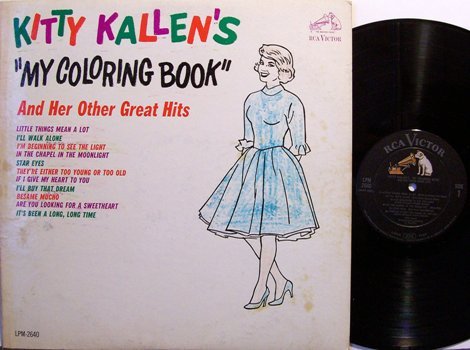 KITTY KALLEN'S
"MY COLORING BOOK"
And Her Other Great Hits
LITTLE THINGS MEAN A LOT
I'LL WALK ALONE
I'M BEGINNING TO SEE THE LIGHT
IN THE CHAPEL IN THE MOONLIGHT
STAR EYES
THEY'RE EITHER TOO YOUNG OR TOO OLD
IF I GIVE MY HEART TO YOU
I'LL BUY THAT DREAM
BESAME MUCHO
ARE YOU LOOKING FOR A SWEETHEART
IT'S BEEN A LONG, LONG TIME
LPM-2640
RCA VICTOR
RCA VICTOR
LPM
2640
SIDE